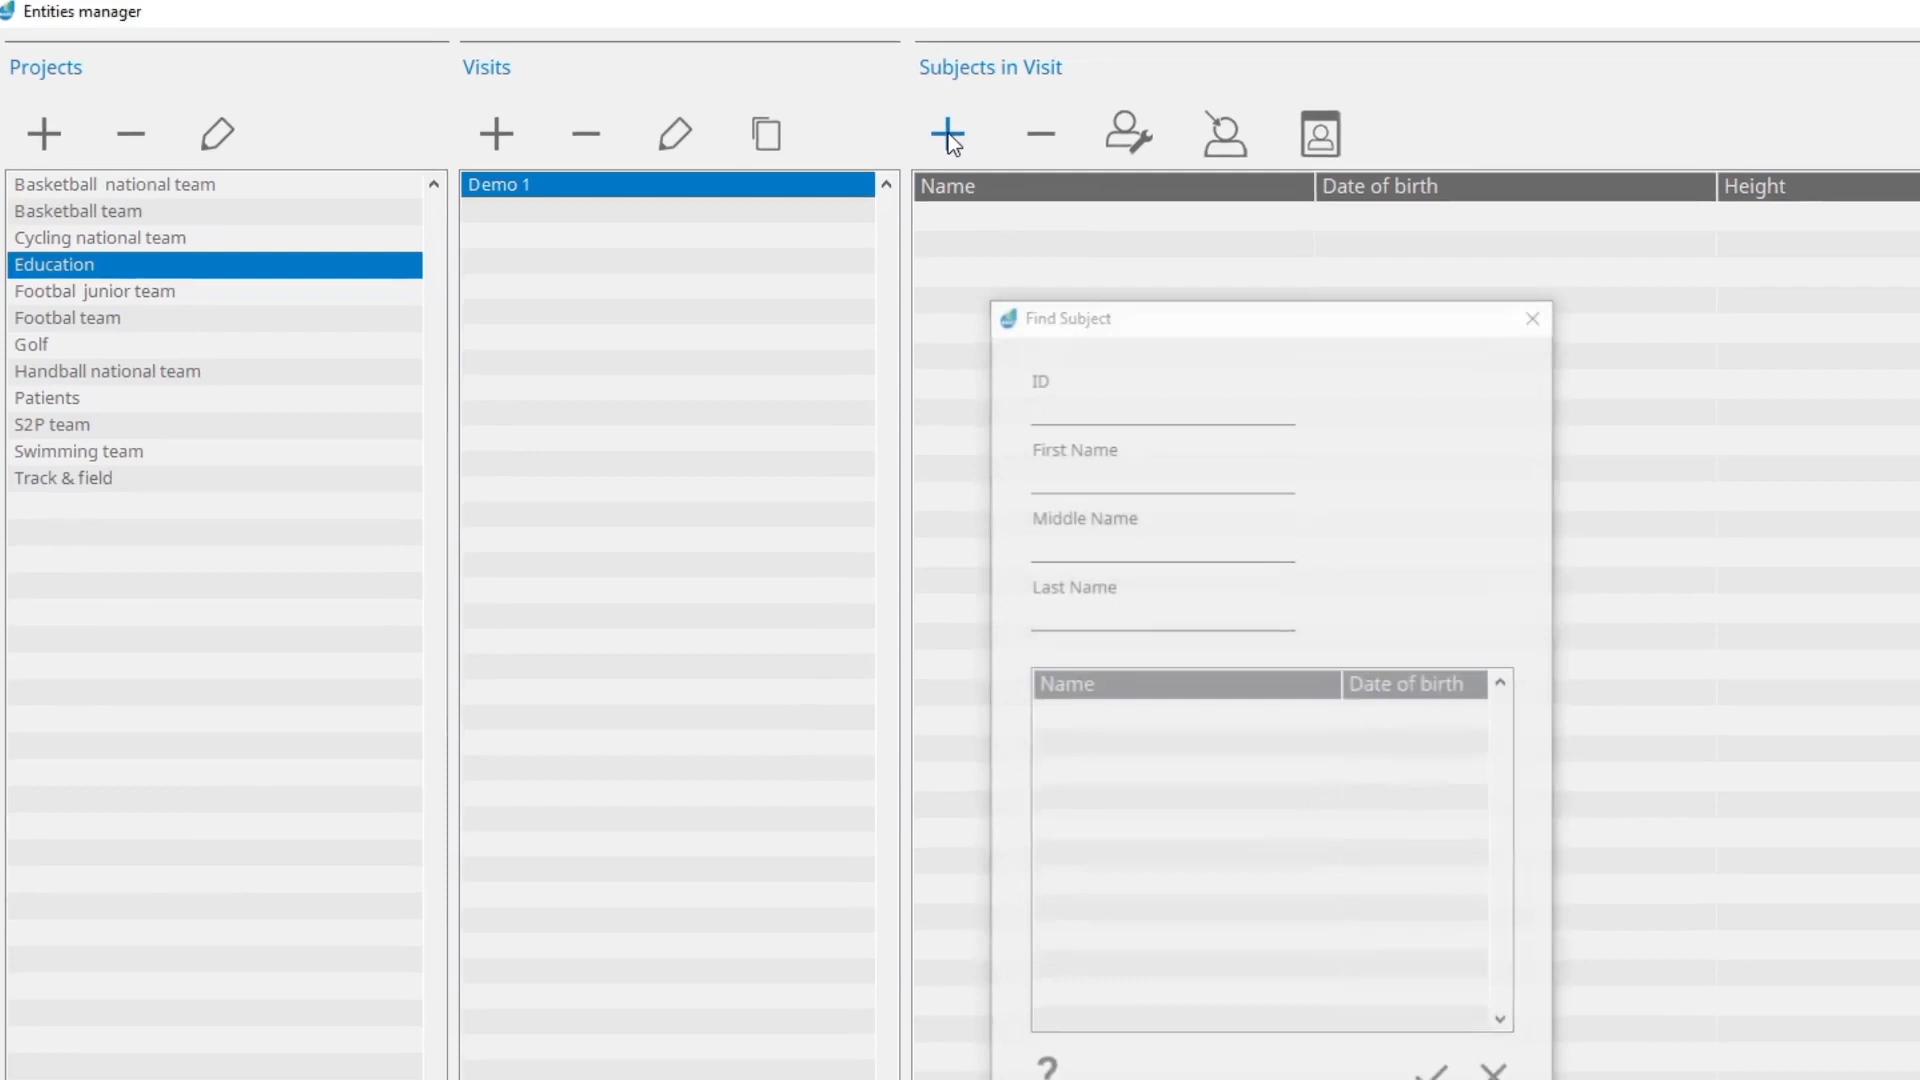 Entities manager
Projects
Visits
Subjects in Visit
Basketball national team
Basketball team
Cycling national team
Education
Footbal junior team
Footbal team
Golf
Handball national team
Patients
S2P team
Swimming team
Track & field
Demo 1
Name Date of birth Height
Find Subject
ID
First Name
Middle Name
Last Name
Name Date of birth
?